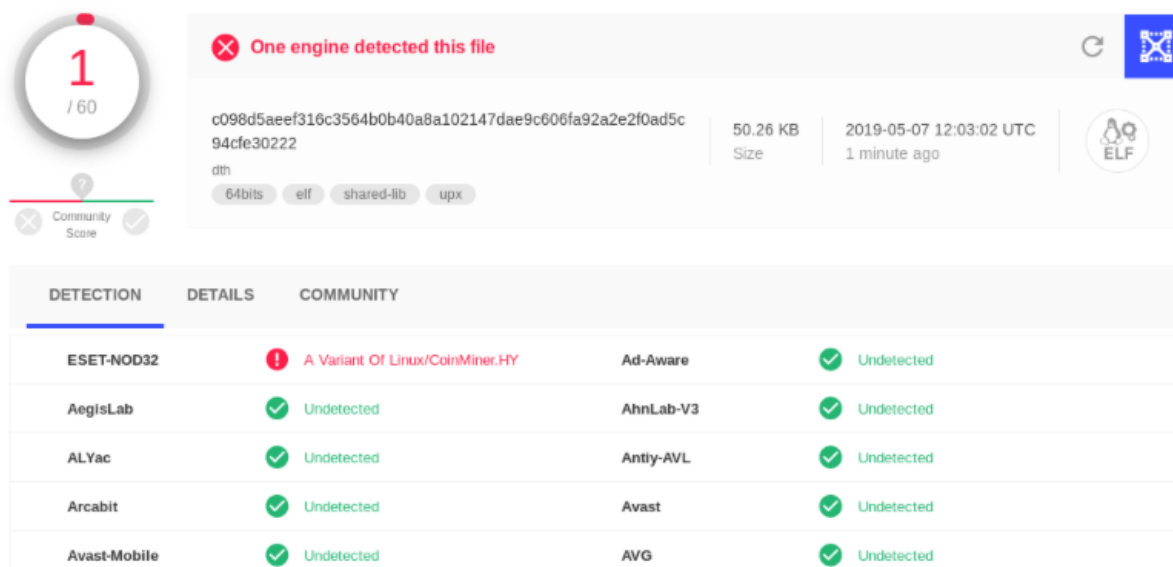 1
/ 60
?
Community
Score
One engine detected this file
c098d5aeef316c3564b0b40a8a102147dae9c606fa92a2e2f0ad5c
94cfe30222
dth
64bits elf shared-lib upx
50.26 KB
Size
2019-05-07 12:03:02 UTC
1 minute ago
ELF
DETECTION DETAILS COMMUNITY
ESET-NOD32 A Variant Of Linux/CoinMiner.HY Ad-Aware Undetected
AegisLab Undetected AhnLab-V3 Undetected
ALYac Undetected Antiy-AVL Undetected
Arcabit Undetected Avast Undetected
Avast-Mobile Undetected AVG Undetected